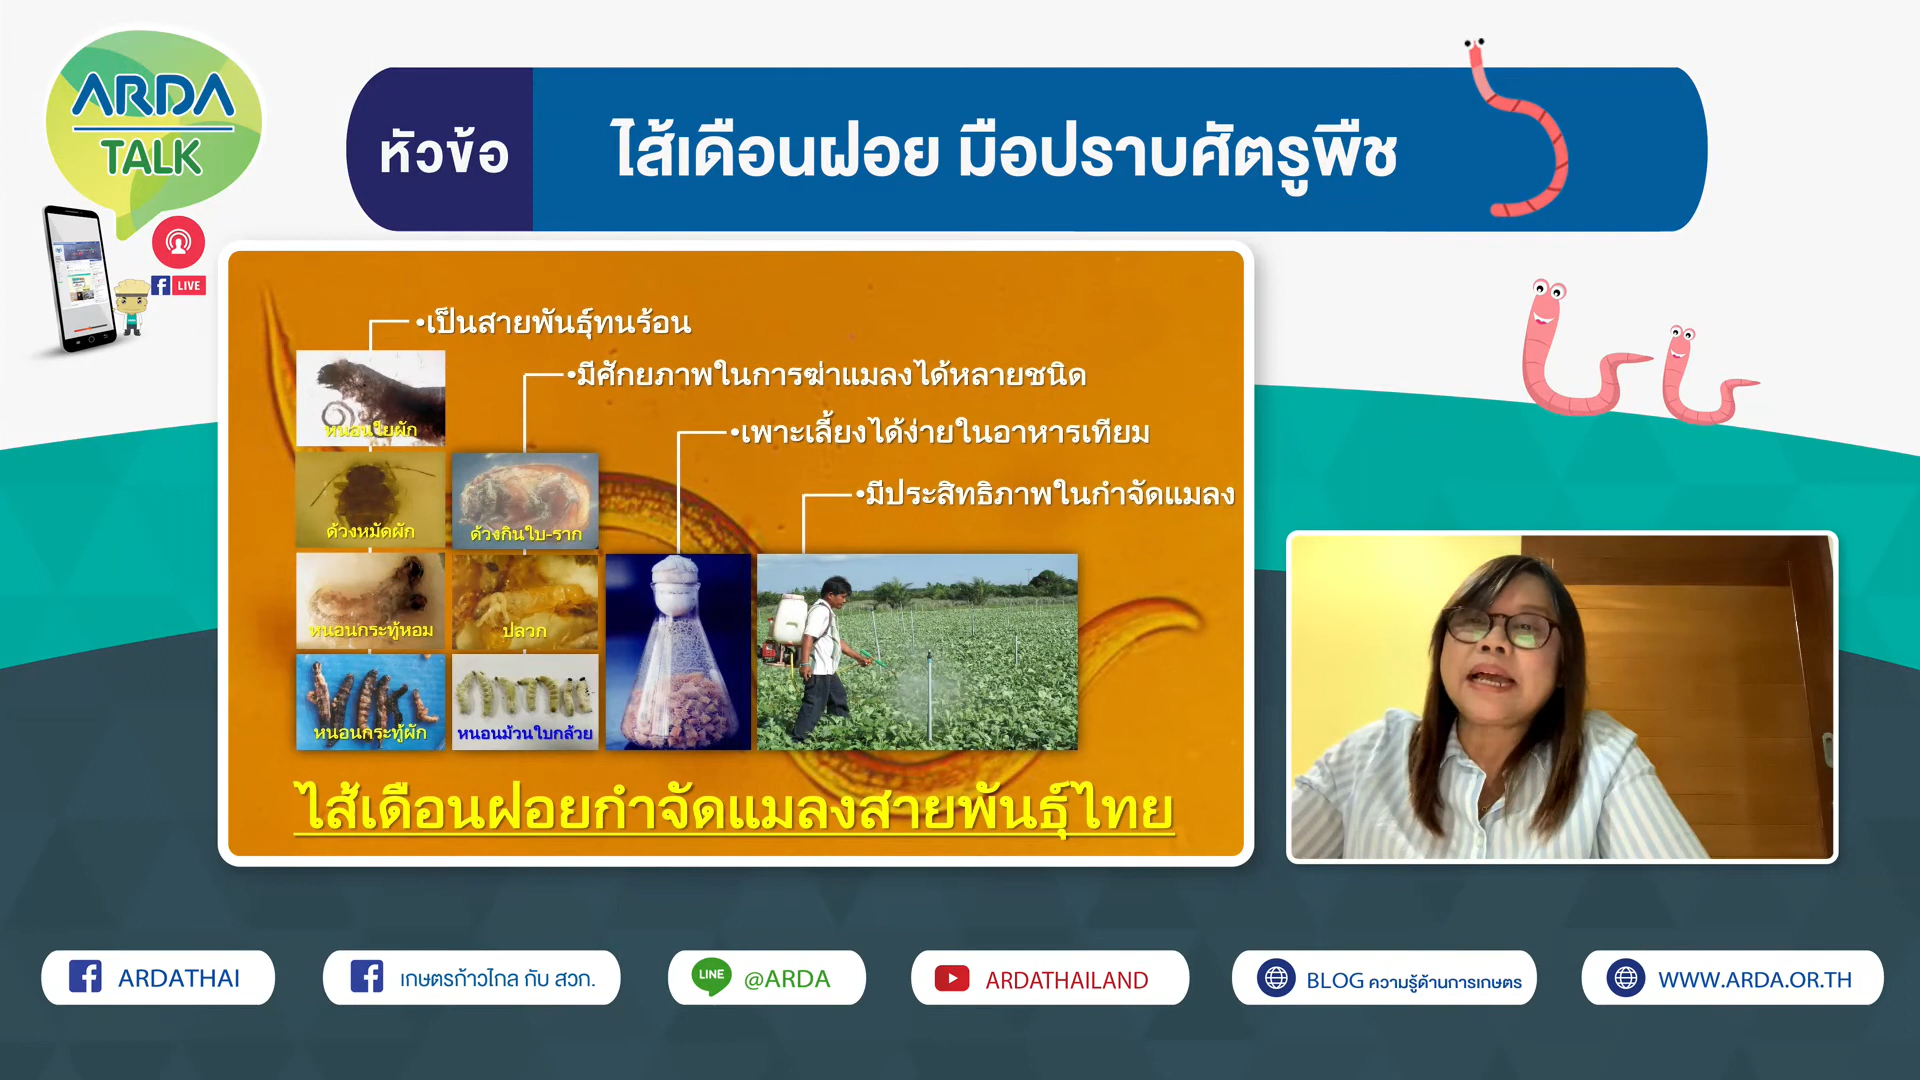 ARDA
TALK
LIVE
หัวข้อ
ไส้เดือนฝอย มือปราบศัตรูพืช
•เป็นสายพันธุ์ทนร้อน
•มีศักยภาพในการฆ่าแมลงได้หลายชนิด
•เพาะเลี้ยงได้ง่ายในอาหารเทียม
•มีประสิทธิภาพในกำจัดแมลง
หนอนใยผัก
ด้วงหมัดผัก
ด้วงกินใบ-ราก
หนอนกระทู้หอม
ปลวก
หนอนกระทู้ผัก
หนอนม้วนใบกล้วย
ไส้เดือนฝอยกำจัดแมลงสายพันธุ์ไทย
ARDATHAI
เกษตรก้าวไกล กับ สวก.
LINE
@ARDA
ARDATHAILAND
BLOG ความรู้ด้านการเกษตร
WWW.ARDA.OR.TH